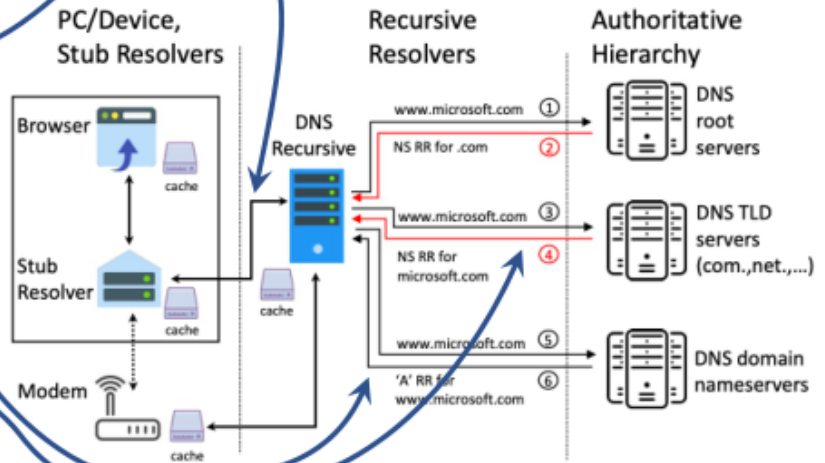 PC/Device,
Stub Resolvers
Recursive
Resolvers
Authoritative
Hierarchy
Browser
cache
Stub
Resolver
cache
Modem
cache
DNS
Recursive
cache
www.microsoft.com ①
NS RR for .com ②
www.microsoft.com ③
NS RR for ④
microsoft.com
www.microsoft.com ⑤
'A' RR for ⑥
www.microsoft.com
DNS
root
servers
DNS TLD
servers
(com.,net.,...)
DNS domain
nameservers